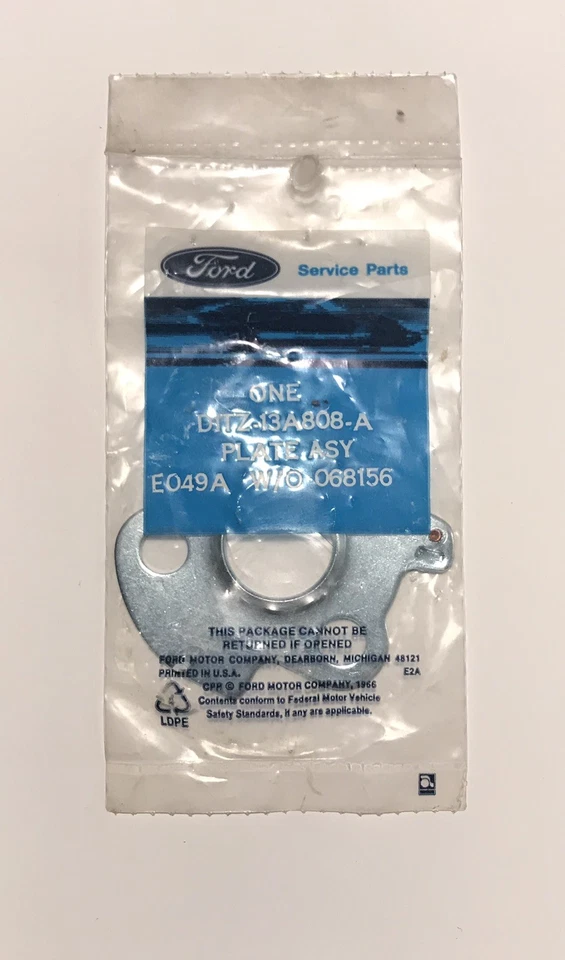 Ford Service Parts
ONE
D1TZ-13A808-A
PLATE ASY
E049A W/O 068156
THIS PACKAGE CANNOT BE
RETURNED IF OPENED
FORD MOTOR COMPANY, DEARBORN, MICHIGAN 48121
PRINTED IN U.S.A. E2A
CPR © FORD MOTOR COMPANY, 1966
Contents conform to Federal Motor Vehicle
Safety Standards, if any are applicable.
LDPE